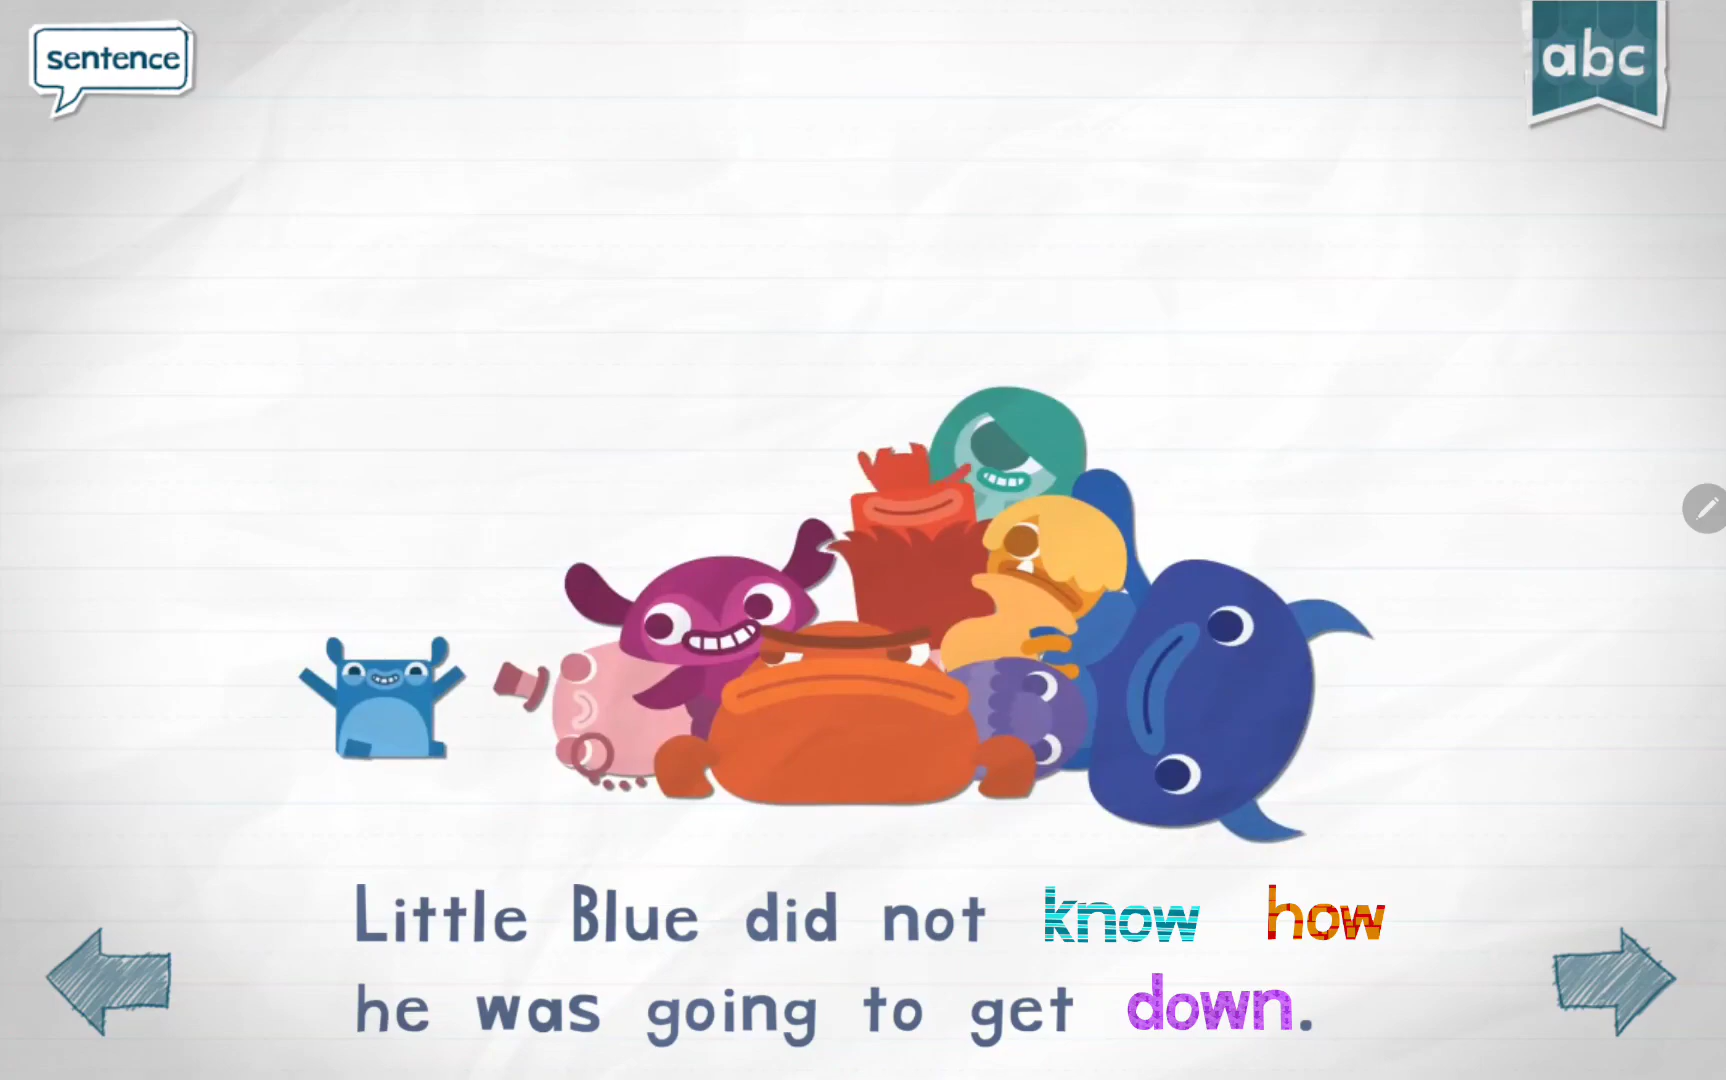 sentence
abc
Little Blue did not know how
he was going to get down.